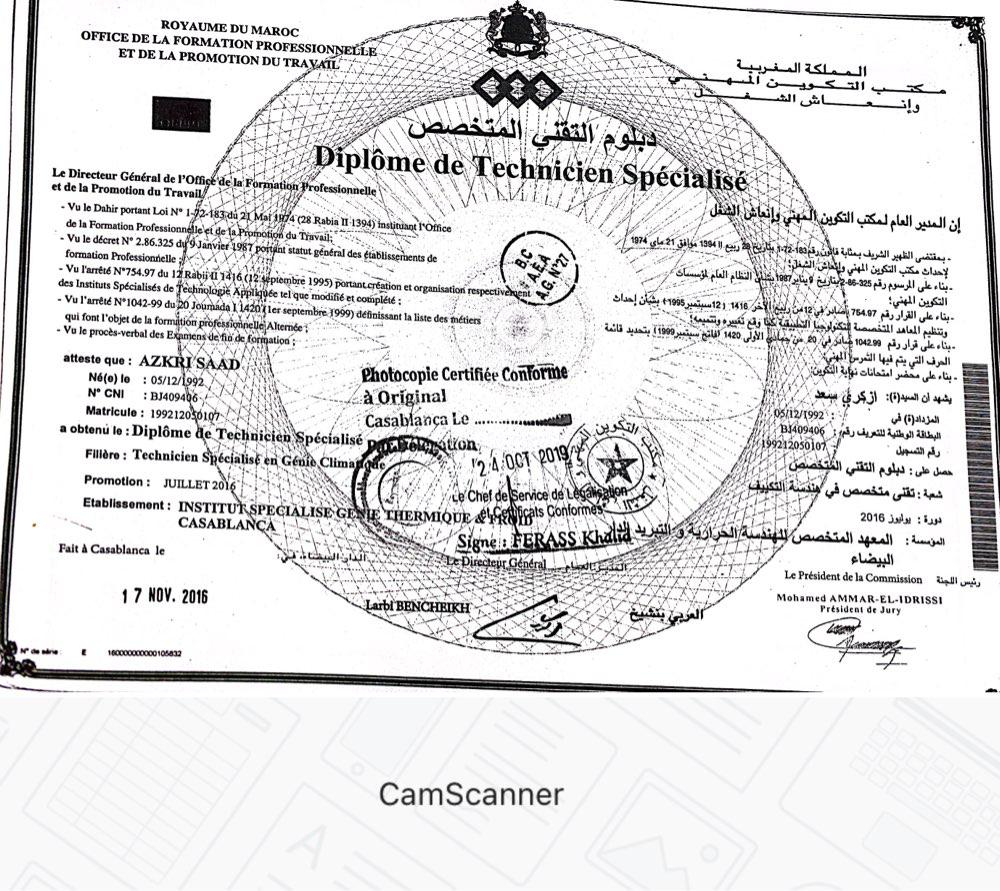 ROYAUME DU MAROC
OFFICE DE LA FORMATION PROFESSIONNELLE
ET DE LA PROMOTION DU TRAVAIL
المملكة المغربية
مكتب التكوين المهني
وإنعاش الشغل
دبلوم التقني المتخصص
Diplôme de Technicien Spécialisé
Le Directeur Général de l'Office de la Formation Professionnelle
et de la Promotion du Travail
- Vu le Dahir portant Loi N° 1-72-183 du 21 Mai 1974 (28 Rabia II 1394) instituant l'Office
de la Formation Professionnelle et de la Promotion du Travail;
- Vu le décret N° 2.86.325 du 9 Janvier 1987 portant statut général des établissements de
formation Professionnelle ;
- Vu l'arrêté N°754.97 du 12 Rabii II 1416 (12 septembre 1995) portant création et organisation respectivement
des Instituts Spécialisés de Technologie Appliquée tel que modifié et complété ;
- Vu l'arrêté N°1042-99 du 20 Joumada I 1420 (1er septembre 1999) définissant la liste des métiers
qui font l'objet de la formation professionnelle Alternée ;
- Vu le procès-verbal des Examens de fin de formation ;
إن المدير العام لمكتب التكوين المهني وإنعاش الشغل
- بمقتضى الظهير الشريف بمثابة قانون رقم 183-72-1 بتاريخ 28 ربيع II 1394 موافق 21 ماي 1974
لإحداث مكتب التكوين المهني وإنعاش الشغل؛
- بناء على المرسوم رقم 325-86-2 بتاريخ 9 يناير 1987 بشأن النظام العام لمؤسسات
التكوين المهني؛
- بناء على القرار رقم 754.97 صادر في 12 من ربيع الآخر 1416 (12 سبتمبر 1995) بشأن إحداث
وتنظيم المعاهد المتخصصة للتكنولوجيا التطبيقية كما وقع تغييره وتتميمه؛
- بناء على قرار رقم 1042.99 صادر في 20 من جمادى الأولى 1420 (فاتح سبتمبر 1999) بتحديد قائمة
الحرف التي يتم فيها التمرس المهني؛
- بناء على محضر امتحانات نهاية التكوين؛
B.C
A.E.A
A.G. N°27
atteste que : AZKRI SAAD
Né(e) le : 05/12/1992
N° CNI : BJ409406
Matricule : 199212050107
a obtenu le : Diplôme de Technicien Spécialisé
Filière : Technicien Spécialisé en Génie Climatique
Promotion : JUILLET 2016
Etablissement : INSTITUT SPECIALISE GENIE THERMIQUE & FROID
CASABLANCA
يشهد ان السيد(ة): ازكري سعد
المزداد(ة) في 05/12/1992
البطاقة الوطنية للتعريف رقم: BJ409406
رقم التسجيل 199212050107
حصل على : دبلوم التقني المتخصص
شعبة : تقني متخصص في هندسة التكييف
دورة : يوليوز 2016
المؤسسة : المعهد المتخصص للهندسة الحرارية و التبريد الدار
البيضاء
Photocopie Certifiée Conforme
à Original
Casablanca Le
Par Délégation
24 OCT 2019
Le Chef de Service de Légalisation
et Certificats Conformes
Signe : FERASS Khalid
Fait à Casablanca le
الدار البيضاء، في
17 NOV. 2016
Le Directeur Général
المدير العام
Larbi BENCHEIKH
العربي بنشيخ
Le Président de la Commission رئيس اللجنة
Mohamed AMMAR-EL-IDRISSI
Président de Jury
N° de série : E 160000000000105832
CamScanner